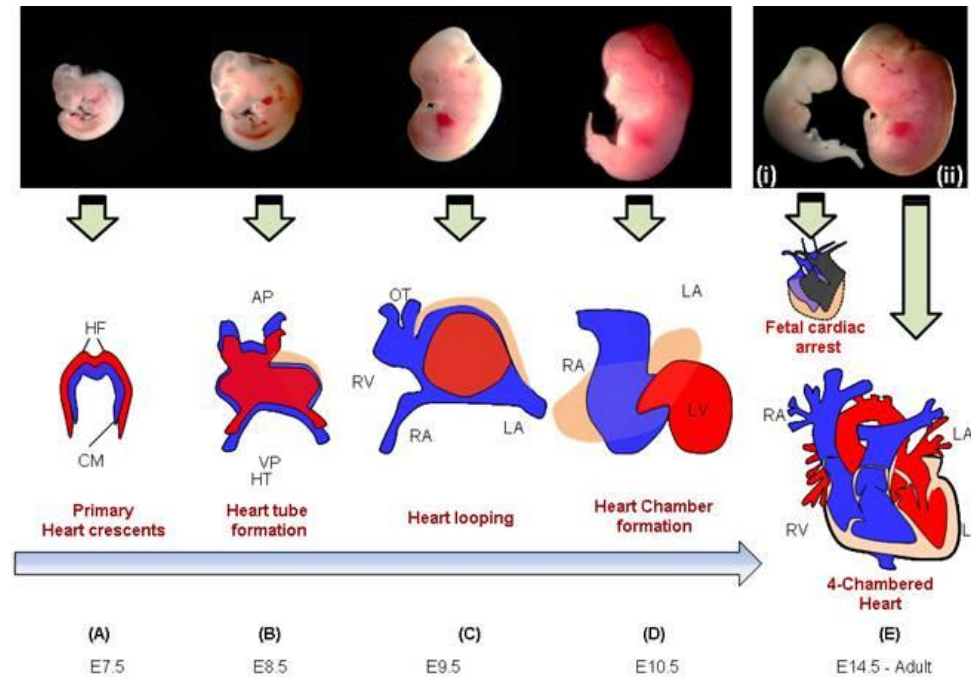 (i)
(ii)
HF
CM
Primary
Heart crescents
AP
VP
HT
Heart tube
formation
OT
RV
RA
LA
Heart looping
LA
RA
LV
Heart Chamber
formation
Fetal cardiac
arrest
RA
LA
RV
L
4-Chambered
Heart
(A)
(B)
(C)
(D)
(E)
E7.5
E8.5
E9.5
E10.5
E14.5 - Adult